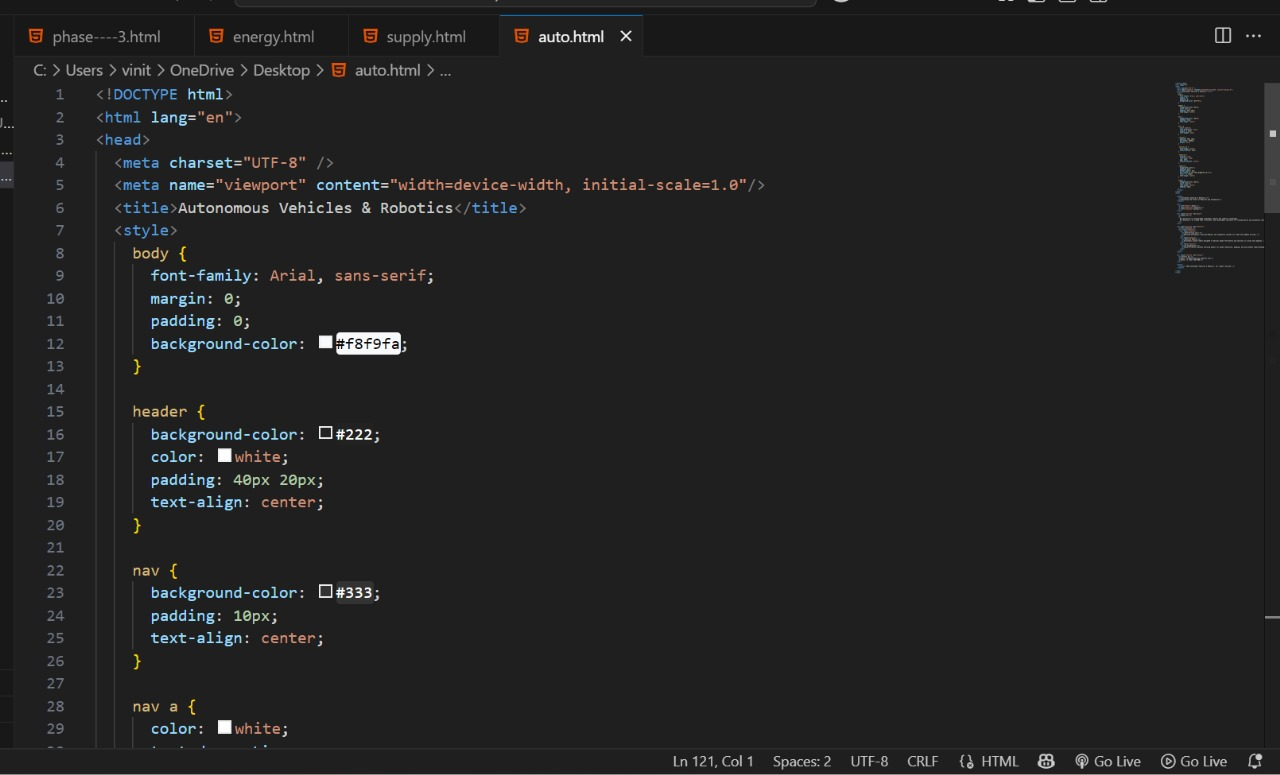 phase----3.html energy.html supply.html auto.html
C: > Users > vinit > OneDrive > Desktop > auto.html > ...
1 <!DOCTYPE html>
2 <html lang="en">
3 <head>
4 <meta charset="UTF-8" />
5 <meta name="viewport" content="width=device-width, initial-scale=1.0"/>
6 <title>Autonomous Vehicles & Robotics</title>
7 <style>
8 body {
9 font-family: Arial, sans-serif;
10 margin: 0;
11 padding: 0;
12 background-color: #f8f9fa;
13 }
14
15 header {
16 background-color: #222;
17 color: white;
18 padding: 40px 20px;
19 text-align: center;
20 }
21
22 nav {
23 background-color: #333;
24 padding: 10px;
25 text-align: center;
26 }
27
28 nav a {
29 color: white;
Ln 121, Col 1 Spaces: 2 UTF-8 CRLF {} HTML Go Live Go Live